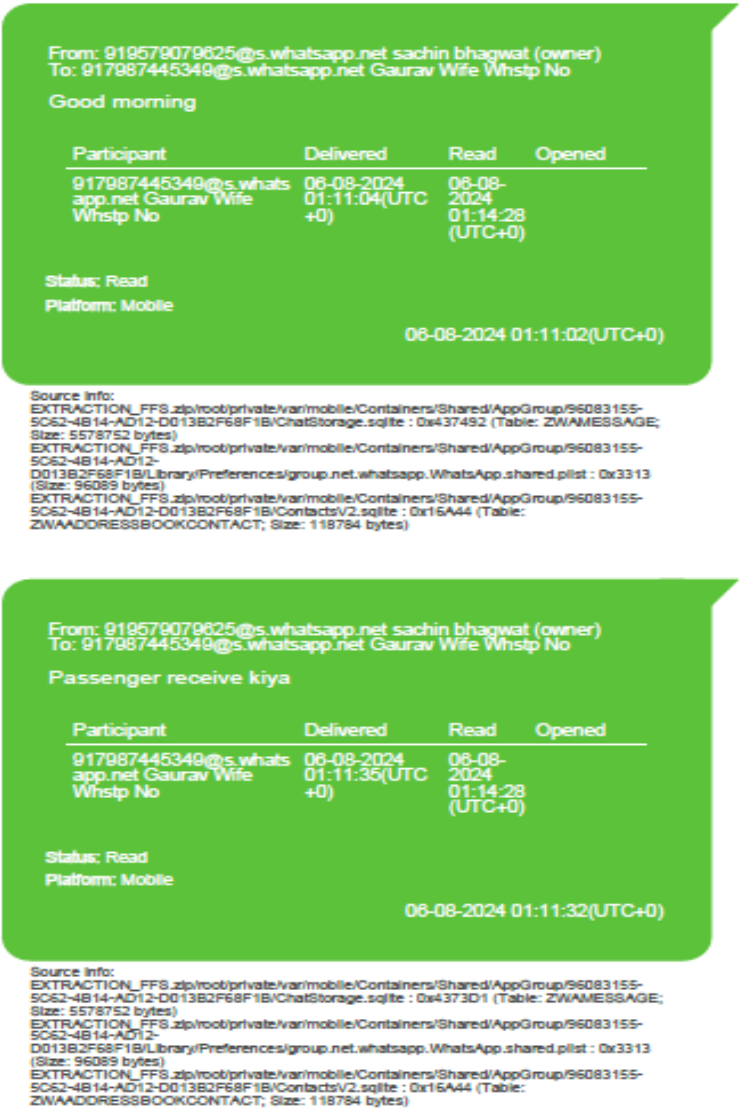 From: 919579079625@s.whatsapp.net sachin bhagwat (owner)
To: 917987445349@s.whatsapp.net Gaurav Wife Whstp No
Good morning
Participant Delivered Read Opened
917987445349@s.whats 06-08-2024 06-08-
app.net Gaurav Wife 01:11:04(UTC 2024
Whstp No +0) 01:14:28
(UTC+0)
Status: Read
Platform: Mobile
06-08-2024 01:11:02(UTC+0)
Source Info:
EXTRACTION_FFS.zip/root/private/var/mobile/Containers/Shared/AppGroup/96083155-
5C62-4B14-AD12-D013B2F68F1B/ChatStorage.sqlite : 0x437492 (Table: ZWAMESSAGE;
Size: 5578752 bytes)
EXTRACTION_FFS.zip/root/private/var/mobile/Containers/Shared/AppGroup/96083155-
5C62-4B14-AD12-
D013B2F68F1B/Library/Preferences/group.net.whatsapp.WhatsApp.shared.plist : 0x3313
(Size: 96089 bytes)
EXTRACTION_FFS.zip/root/private/var/mobile/Containers/Shared/AppGroup/96083155-
5C62-4B14-AD12-D013B2F68F1B/ContactsV2.sqlite : 0x16A44 (Table:
ZWAADDRESSBOOKCONTACT; Size: 118784 bytes)
From: 919579079625@s.whatsapp.net sachin bhagwat (owner)
To: 917987445349@s.whatsapp.net Gaurav Wife Whstp No
Passenger receive kiya
Participant Delivered Read Opened
917987445349@s.whats 06-08-2024 06-08-
app.net Gaurav Wife 01:11:35(UTC 2024
Whstp No +0) 01:14:28
(UTC+0)
Status: Read
Platform: Mobile
06-08-2024 01:11:32(UTC+0)
Source Info:
EXTRACTION_FFS.zip/root/private/var/mobile/Containers/Shared/AppGroup/96083155-
5C62-4B14-AD12-D013B2F68F1B/ChatStorage.sqlite : 0x4373D1 (Table: ZWAMESSAGE;
Size: 5578752 bytes)
EXTRACTION_FFS.zip/root/private/var/mobile/Containers/Shared/AppGroup/96083155-
5C62-4B14-AD12-
D013B2F68F1B/Library/Preferences/group.net.whatsapp.WhatsApp.shared.plist : 0x3313
(Size: 96089 bytes)
EXTRACTION_FFS.zip/root/private/var/mobile/Containers/Shared/AppGroup/96083155-
5C62-4B14-AD12-D013B2F68F1B/ContactsV2.sqlite : 0x16A44 (Table:
ZWAADDRESSBOOKCONTACT; Size: 118784 bytes)